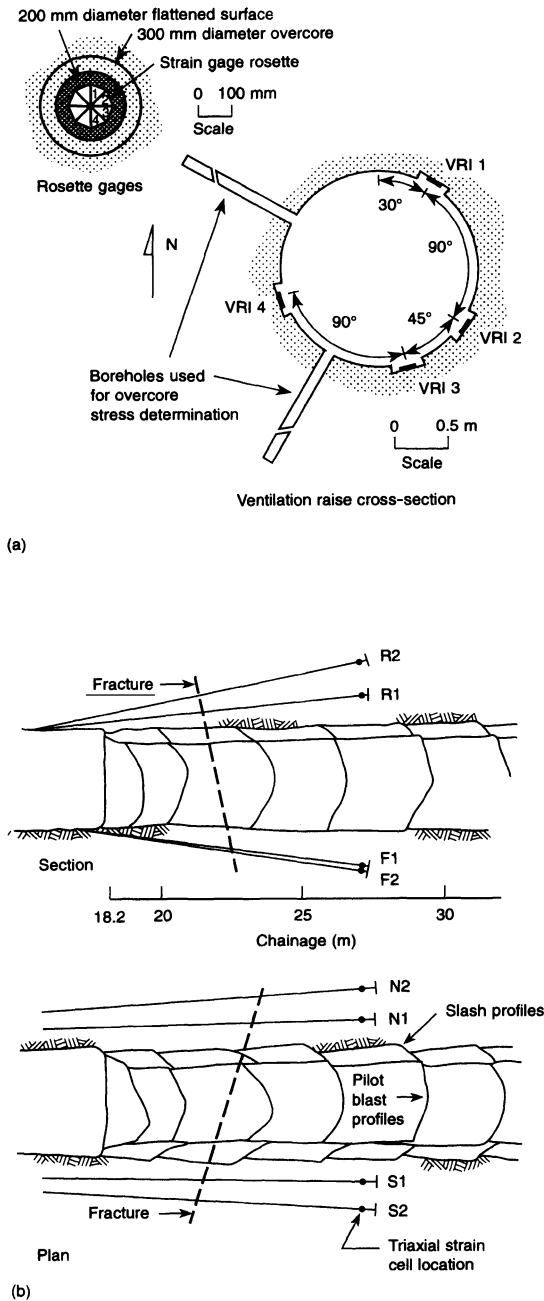 200 mm diameter flattened surface
300 mm diameter overcore
Strain gage rosette
0 100 mm
Scale
Rosette gages
N
VRI 1
30°
90°
VRI 4
90°
45°
VRI 2
VRI 3
Boreholes used
for overcore
stress determination
0 0.5 m
Scale
Ventilation raise cross-section
(a)
R2
Fracture
R1
F1
Section
F2
18.2 20 25 30
Chainage (m)
N2
N1
Slash profiles
Pilot
blast
profiles
S1
Fracture
S2
Plan
Triaxial strain
cell location
(b)